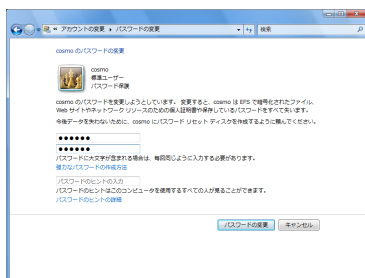 « アカウントの変更 ▸ パスワードの変更
検索
cosmo のパスワードの変更
cosmo
標準ユーザー
パスワード保護
cosmo のパスワードを変更しようとしています。 変更すると、cosmo は EFS で暗号化されたファイル、
Web サイトやネットワーク リソースのための個人証明書や保存しているパスワードをすべて失います。
今後データを失わないために、cosmo にパスワード リセット ディスクを作成するように頼んでください。
●●●●●●
●●●●●●
パスワードに大文字が含まれる場合は、毎回同じように入力する必要があります。
強力なパスワードの作成方法
パスワードのヒントの入力
パスワードのヒントはこのコンピュータを使用するすべての人が見ることができます。
パスワードのヒントの詳細
パスワードの変更 キャンセル